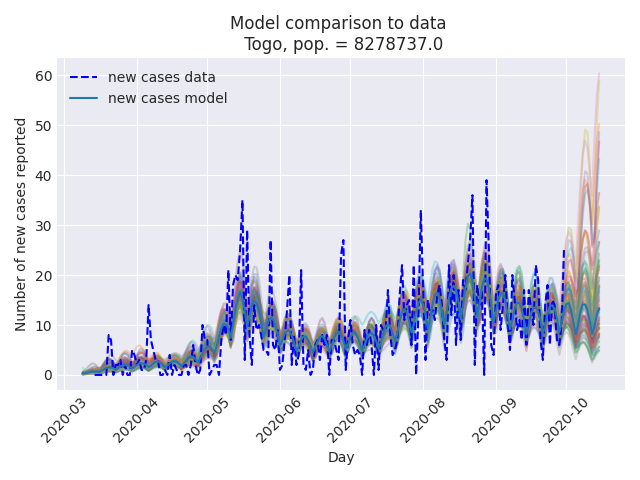 Model comparison to data
Togo, pop. = 8278737.0
new cases data
new cases model
Number of new cases reported
60
50
40
30
20
10
0
2020-03
2020-04
2020-05
2020-06
2020-07
2020-08
2020-09
2020-10
Day